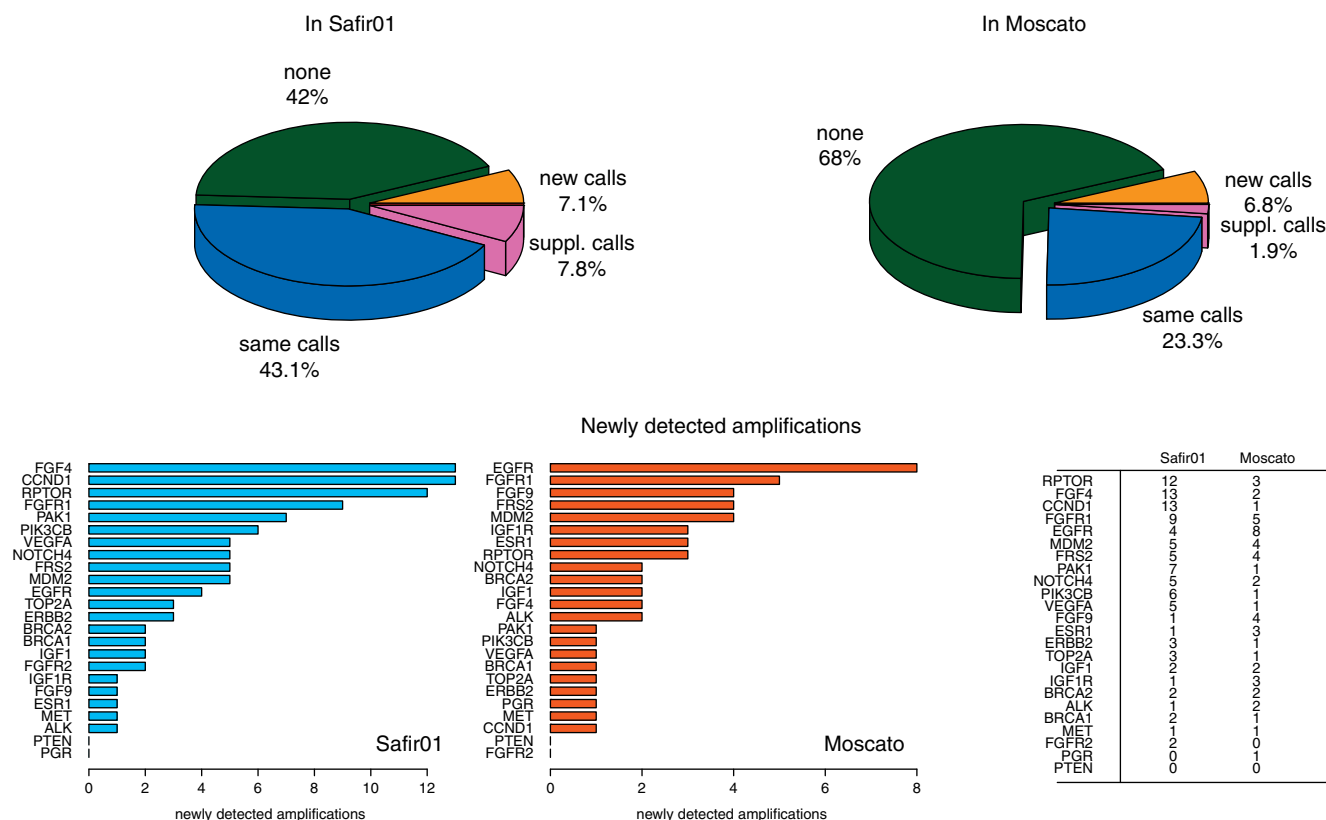 In Safir01
none
42%
new calls
7.1%
suppl. calls
7.8%
same calls
43.1%
In Moscato
none
68%
new calls
6.8%
suppl. calls
1.9%
same calls
23.3%
Newly detected amplifications
FGF4
CCND1
RPTOR
FGFR1
PAK1
PIK3CB
VEGFA
NOTCH4
FRS2
MDM2
EGFR
TOP2A
ERBB2
BRCA2
BRCA1
IGF1
FGFR2
IGF1R
FGF9
ESR1
MET
ALK
PTEN
PGR
Safir01
0 2 4 6 8 10 12
newly detected amplifications
EGFR
FGFR1
FGF9
FRS2
MDM2
IGF1R
ESR1
RPTOR
NOTCH4
BRCA2
IGF1
FGF4
ALK
PAK1
PIK3CB
VEGFA
BRCA1
TOP2A
ERBB2
PGR
MET
CCND1
PTEN
FGFR2
Moscato
0 2 4 6 8
newly detected amplifications
Safir01 Moscato
RPTOR 12 3
FGF4 13 2
CCND1 13 1
FGFR1 9 5
EGFR 4 8
MDM2 5 4
FRS2 5 4
PAK1 7 1
NOTCH4 5 2
PIK3CB 6 1
VEGFA 5 1
FGF9 1 4
ESR1 1 3
ERBB2 3 1
TOP2A 3 1
IGF1 2 2
IGF1R 1 3
BRCA2 2 2
ALK 1 2
BRCA1 2 1
MET 1 1
FGFR2 2 0
PGR 0 1
PTEN 0 0